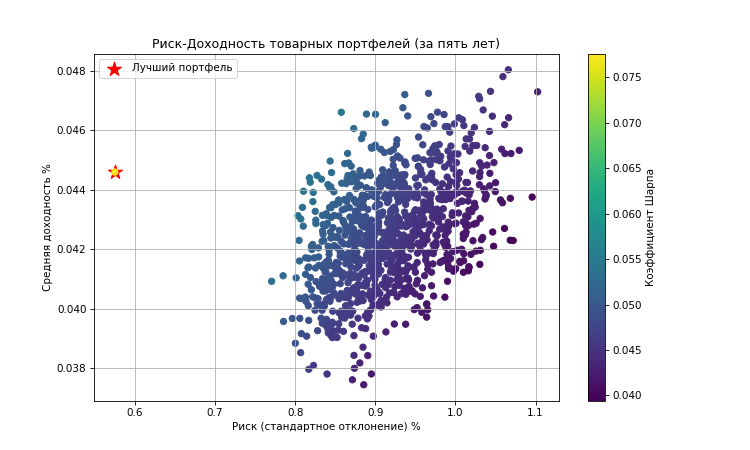 Риск-Доходность товарных портфелей (за пять лет)
Лучший портфель
Средняя доходность %
0.048
0.046
0.044
0.042
0.040
0.038
0.6 0.7 0.8 0.9 1.0 1.1
Риск (стандартное отклонение) %
0.075
0.070
0.065
0.060
0.055
0.050
0.045
0.040
Коэффициент Шарпа